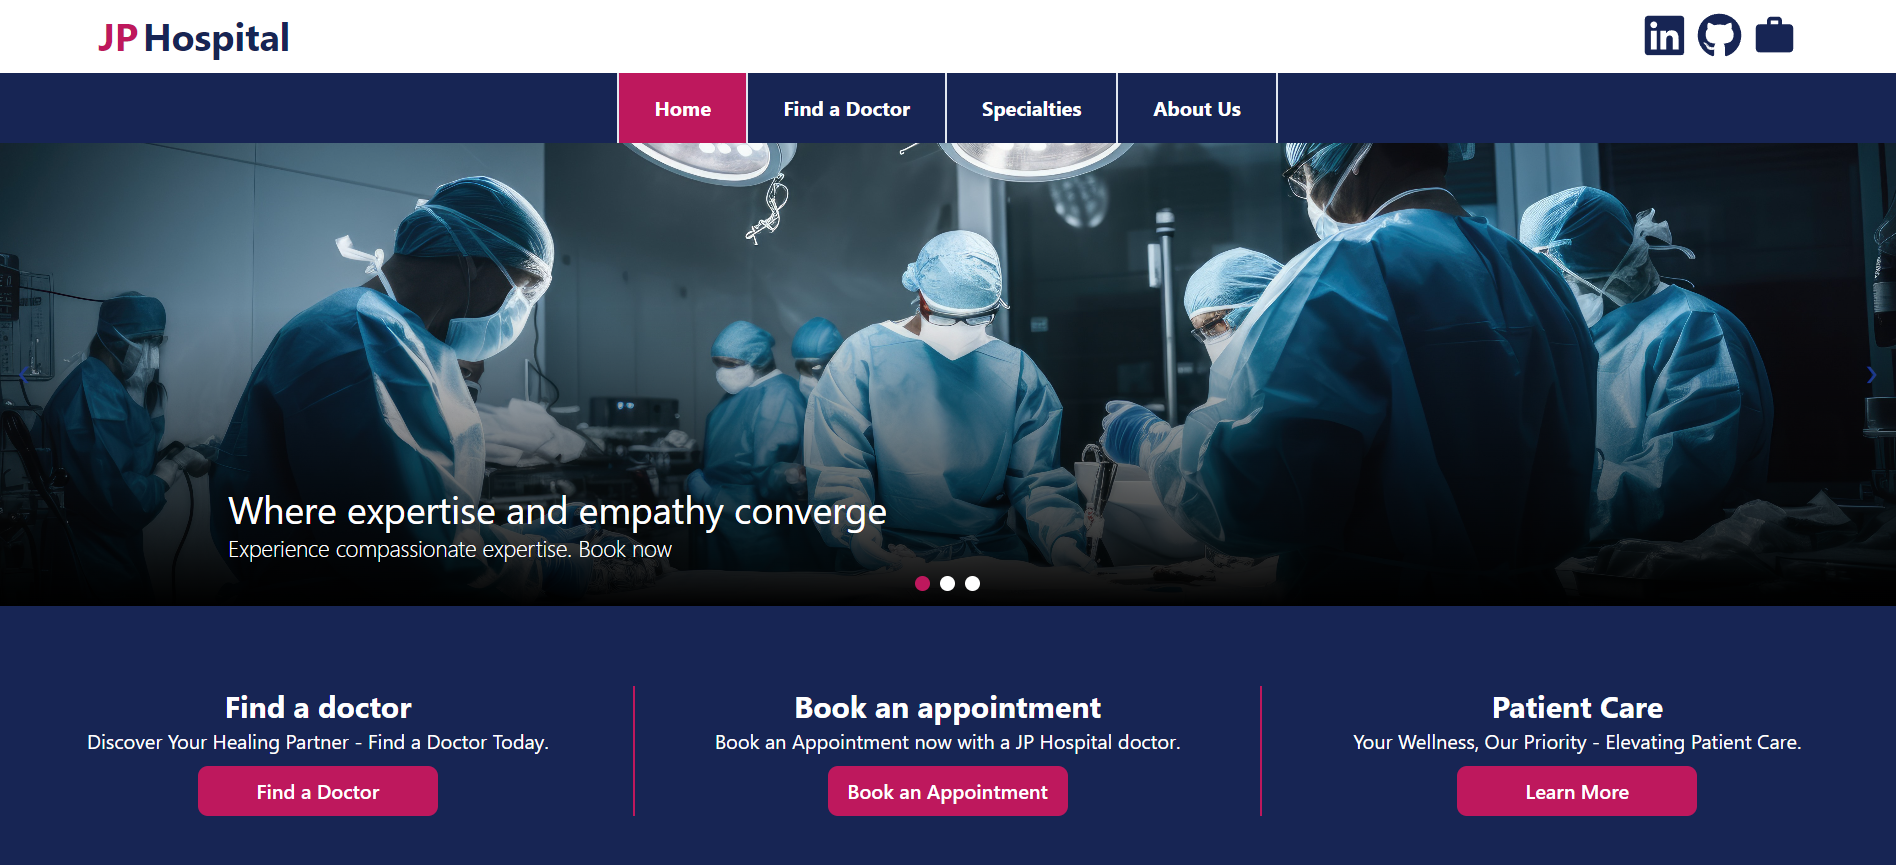 JP Hospital
Home
Find a Doctor
Specialties
About Us
Where expertise and empathy converge
Experience compassionate expertise. Book now
Find a doctor
Discover Your Healing Partner - Find a Doctor Today.
Find a Doctor
Book an appointment
Book an Appointment now with a JP Hospital doctor.
Book an Appointment
Patient Care
Your Wellness, Our Priority - Elevating Patient Care.
Learn More